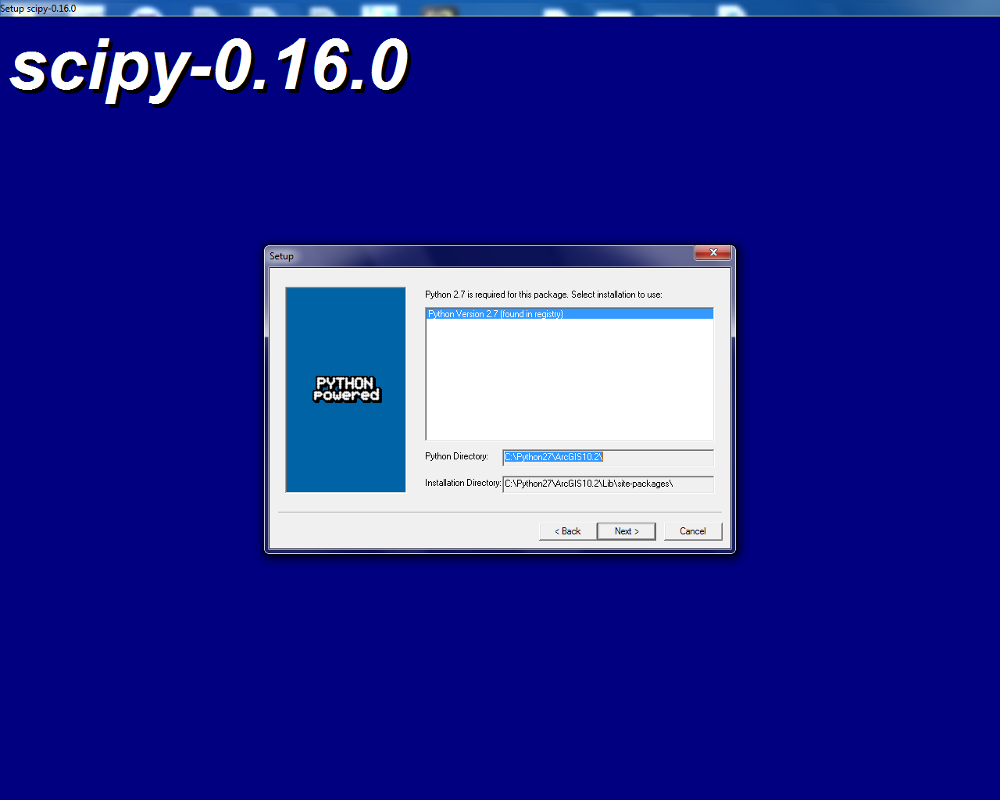 Setup scipy-0.16.0
scipy-0.16.0
Setup
Python 2.7 is required for this package. Select installation to use:
Python Version 2.7 (found in registry)
PYTHON
powered
Python Directory: C:\Python27\ArcGIS10.2\
Installation Directory: C:\Python27\ArcGIS10.2\Lib\site-packages\
< Back Next > Cancel